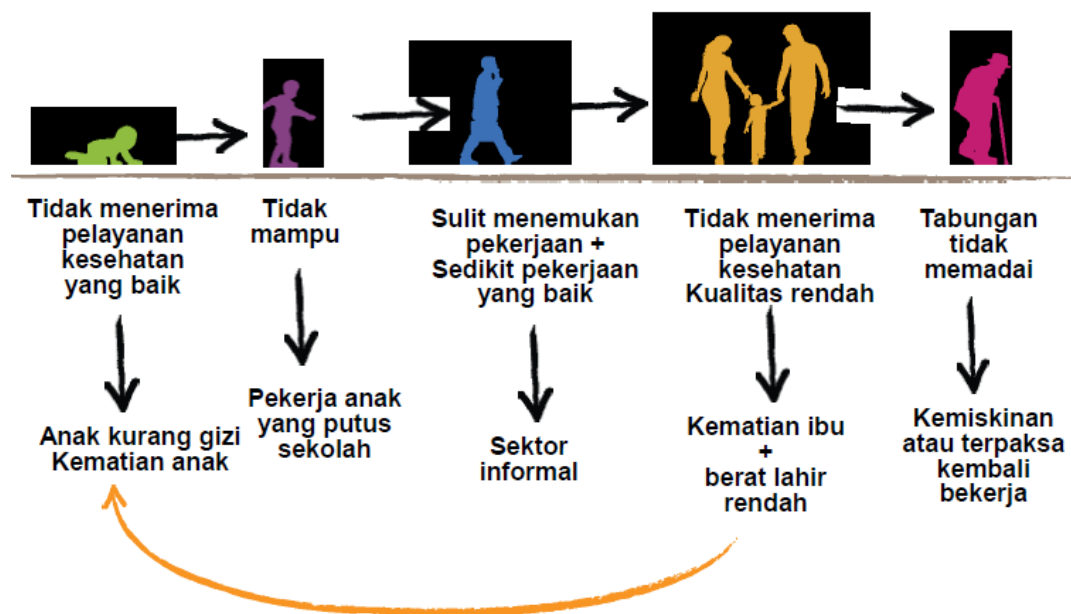 Tidak menerima
pelayanan
kesehatan
yang baik
Tidak
mampu
Sulit menemukan
pekerjaan +
Sedikit pekerjaan
yang baik
Tidak menerima
pelayanan
kesehatan
Kualitas rendah
Tabungan
tidak
memadai
Anak kurang gizi
Kematian anak
Pekerja anak
yang putus
sekolah
Sektor
informal
Kematian ibu
+
berat lahir
rendah
Kemiskinan
atau terpaksa
kembali
bekerja